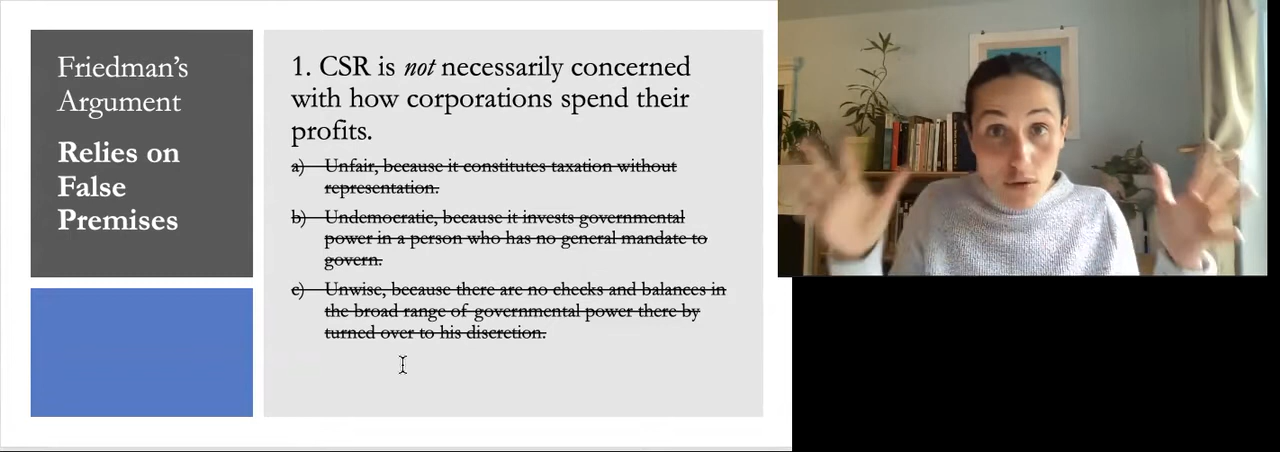 Friedman's
Argument
Relies on
False
Premises
1. CSR is not necessarily concerned
with how corporations spend their
profits.
a) Unfair, because it constitutes taxation without
representation.
b) Undemocratic, because it invests governmental
power in a person who has no general mandate to
govern.
c) Unwise, because there are no checks and balances in
the broad range of governmental power there by
turned over to his discretion.